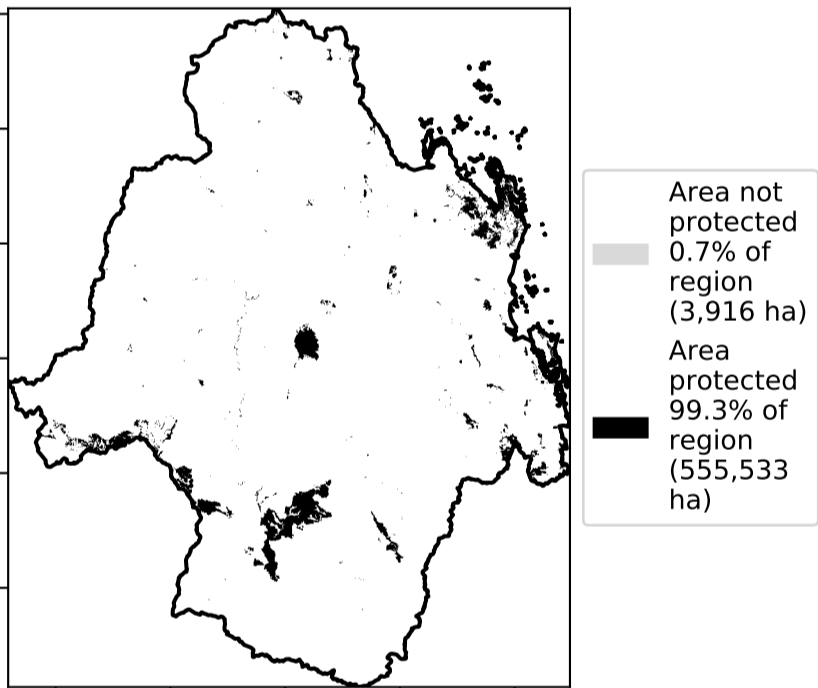 Area not
protected
0.7% of
region
(3,916 ha)
Area
protected
99.3% of
region
(555,533
ha)